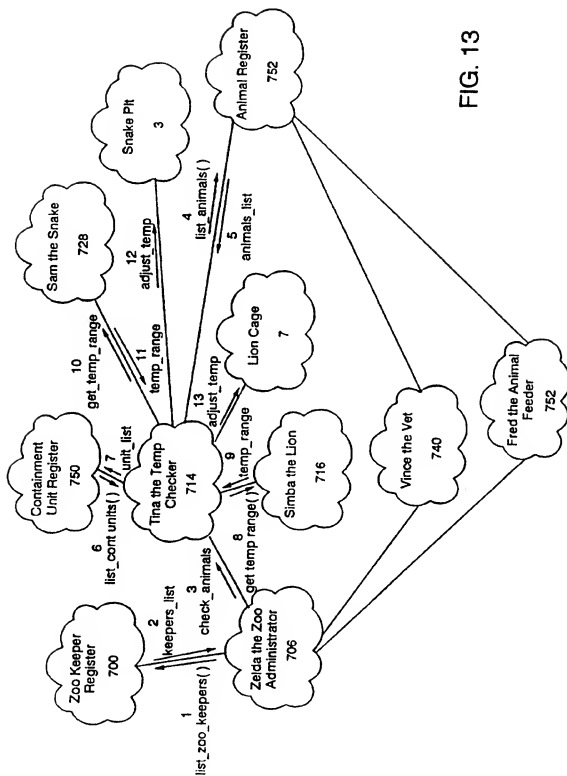 Zoo Keeper
Register
700
1
list_zoo_keepers( )
2
keepers_list
Zelda the Zoo
Administrator
706
3
check_animals
Containment
Unit Register
750
6
list_cont units( )
7
unit_list
Tina the Temp
Checker
714
8
get temp range( )
9
temp_range
Simba the Lion
716
Sam the Snake
728
10
get_temp_range
11
temp_range
12
adjust_temp
Snake Pit
3
13
adjust_temp
Lion Cage
7
4
list_animals( )
5
animals_list
Animal Register
752
Vince the Vet
740
Fred the Animal
Feeder
752
FIG. 13